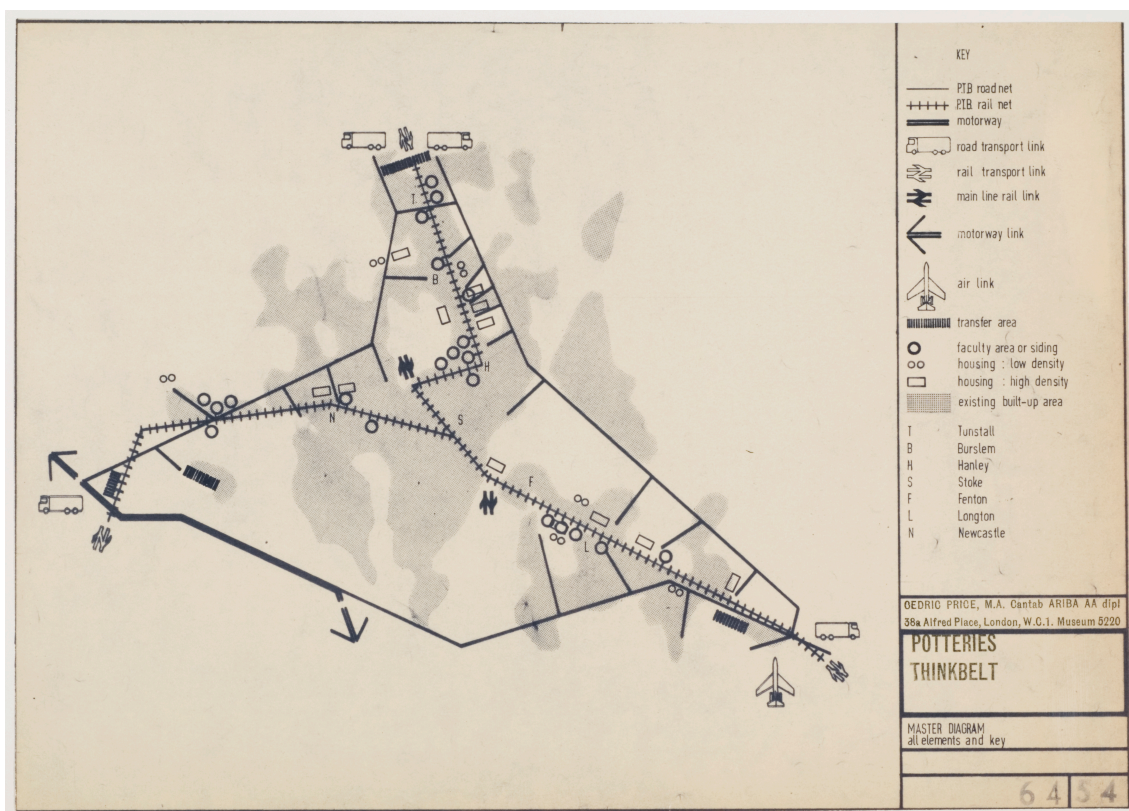 T
B
H
N
S
F
L
KEY
P.T.B road net
P.T.B. rail net
motorway
road transport link
rail transport link
main line rail link
motorway link
air link
transfer area
faculty area or siding
housing : low density
housing : high density
existing built-up area
T Tunstall
B Burslem
N Hanley
S Stoke
F Fenton
L Longton
N Newcastle
CEDRIC PRICE, M.A. Cantab ARIBA AA dipl
38a Alfred Place, London, W.C.1. Museum 5220
POTTERIES
THINKBELT
MASTER DIAGRAM
all elements and key
64 54